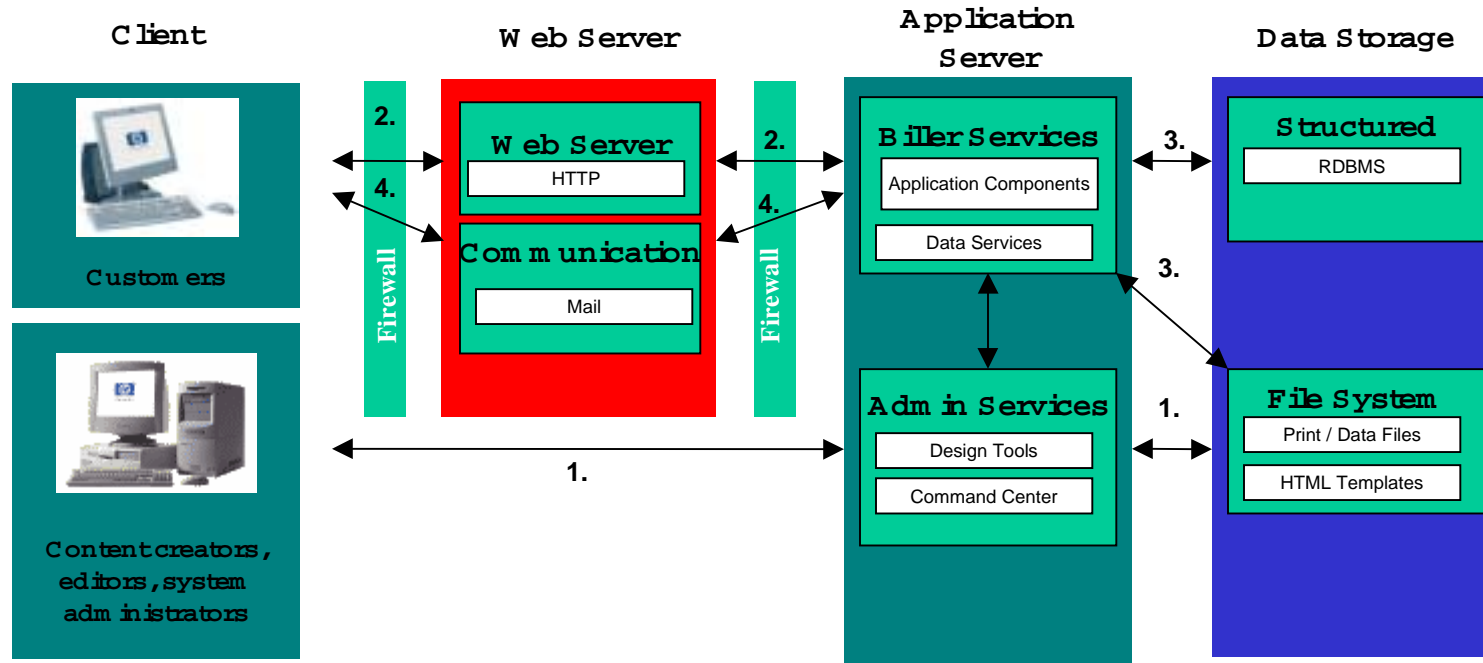 Client
Web Server
Application
Server
Data Storage
Customers
Content creators,
editors, system
administrators
2.
4.
Firewall
Web Server
HTTP
Communication
Mail
2.
4.
Firewall
Biller Services
Application Components
Data Services
Admin Services
Design Tools
Command Center
3.
3.
1.
1.
Structured
RDBMS
File System
Print / Data Files
HTML Templates